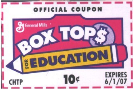 OFFICIAL COUPON
General Mills
BOX TOPS
FOR EDUCATION
CHTP
10¢
EXPIRES
6/1/07